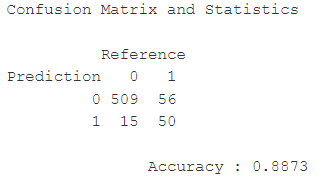 Confusion Matrix and Statistics
Reference
Prediction 0 1
0 509 56
1 15 50
Accuracy : 0.8873